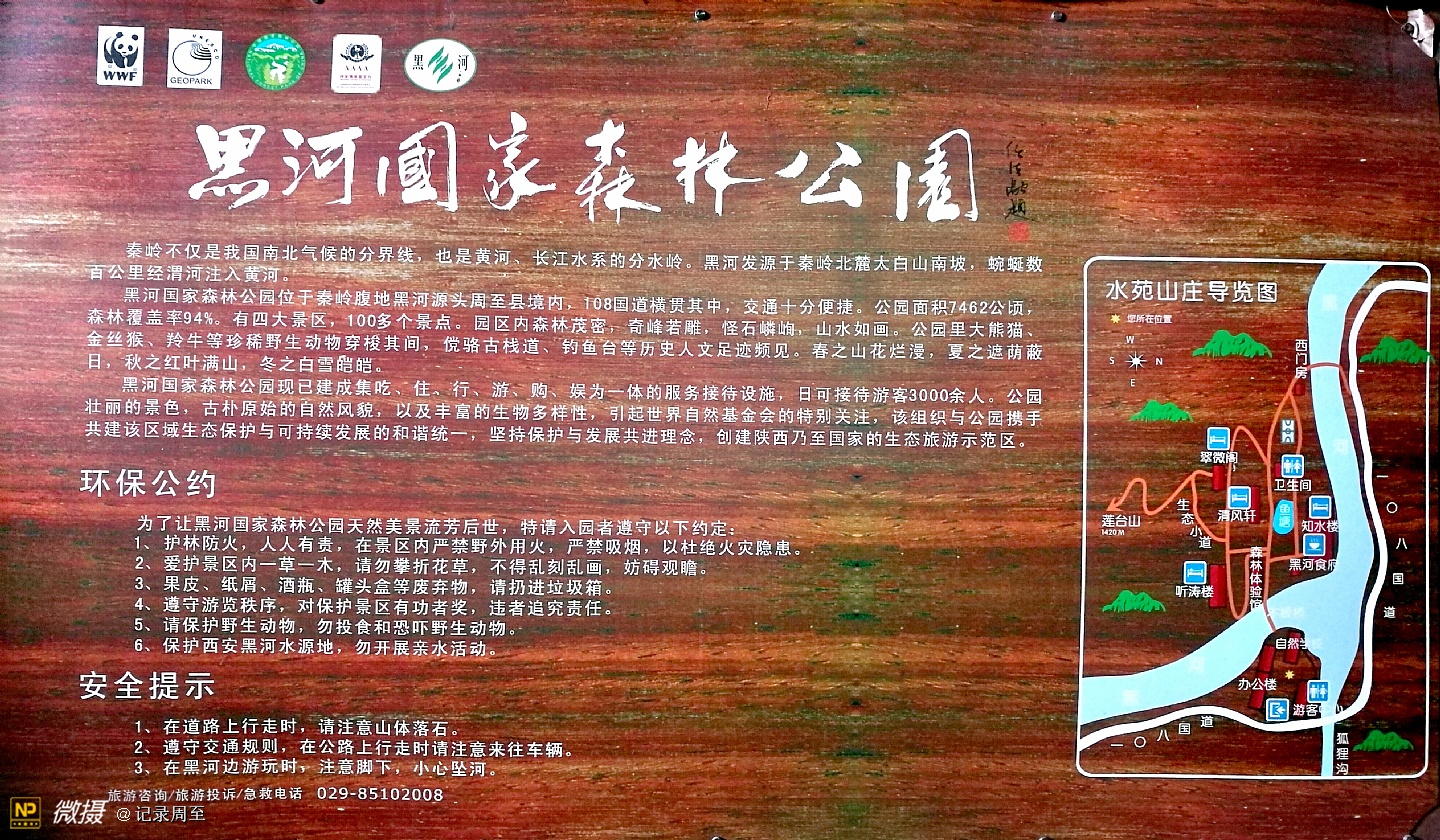 WWF
UNESCO
GEOPARK
黑河
黑河國家森林公園
秦岭不仅是我国南北气候的分界线，也是黄河、长江水系的分水岭。黑河发源于秦岭北麓太白山南坡，蜿蜒数
百公里经渭河注入黄河。
黑河国家森林公园位于秦岭腹地黑河源头周至县境内，108国道横贯其中，交通十分便捷。公园面积7462公顷，
森林覆盖率94%。有四大景区，100多个景点。园区内森林茂密，奇峰若雕，怪石嶙峋，山水如画。公园里大熊猫、
金丝猴、羚牛等珍稀野生动物穿梭其间，傥骆古栈道、钓鱼台等历史人文足迹频见。春之山花烂漫，夏之遮荫蔽
日，秋之红叶满山，冬之白雪皑皑。
黑河国家森林公园现已建成集吃、住、行、游、购、娱为一体的服务接待设施，日可接待游客3000余人。公园
壮丽的景色，古朴原始的自然风貌，以及丰富的生物多样性，引起世界自然基金会的特别关注，该组织与公园携手
共建该区域生态保护与可持续发展的和谐统一，坚持保护与发展共进理念，创建陕西乃至国家的生态旅游示范区。
环保公约
为了让黑河国家森林公园天然美景流芳后世，特请入园者遵守以下约定：
1、护林防火，人人有责，在景区内严禁野外用火，严禁吸烟，以杜绝火灾隐患。
2、爱护景区内一草一木，请勿攀折花草，不得乱刻乱画，妨碍观瞻。
3、果皮、纸屑、酒瓶、罐头盒等废弃物，请扔进垃圾箱。
4、遵守游览秩序，对保护景区有功者奖，违者追究责任。
5、请保护野生动物，勿投食和恐吓野生动物。
6、保护西安黑河水源地，勿开展亲水活动。
安全提示
1、在道路上行走时，请注意山体落石。
2、遵守交通规则，在公路上行走时请注意来往车辆。
3、在黑河边游玩时，注意脚下，小心坠河。
旅游咨询/旅游投诉/急救电话 029-85102008
水苑山庄导览图
您所在位置
W
S N
E
西门房
翠微阁
卫生间
清风轩
鱼塘
知水楼
莲台山
1420M
生态小道
黑河食府
听涛楼
森林体验馆
自然学校
办公楼
游客中心
狐狸沟
一〇八国道
一〇八国道
黑河
黑河
NP 微摄 @记录周至